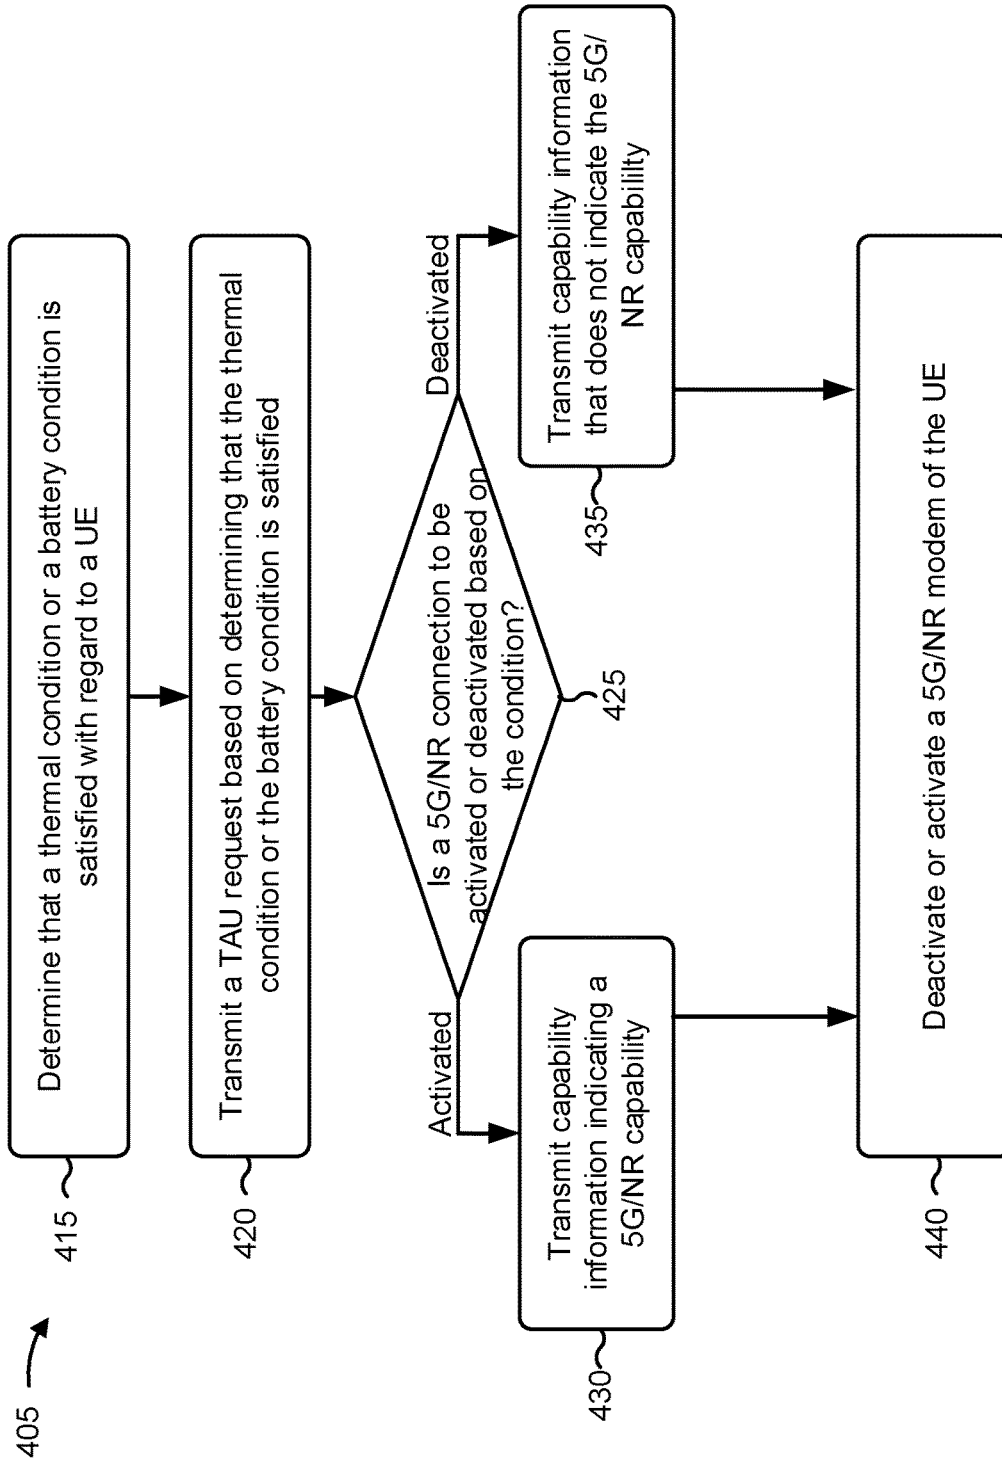 405
415
Determine that a thermal condition or a battery condition is
satisfied with regard to a UE
420
Transmit a TAU request based on determining that the thermal
condition or the battery condition is satisfied
Is a 5G/NR connection to be
activated or deactivated based on
the condition?
425
Activated
Deactivated
430
Transmit capability
information indicating a
5G/NR capability
435
Transmit capability information
that does not indicate the 5G/
NR capabililty
440
Deactivate or activate a 5G/NR modem of the UE